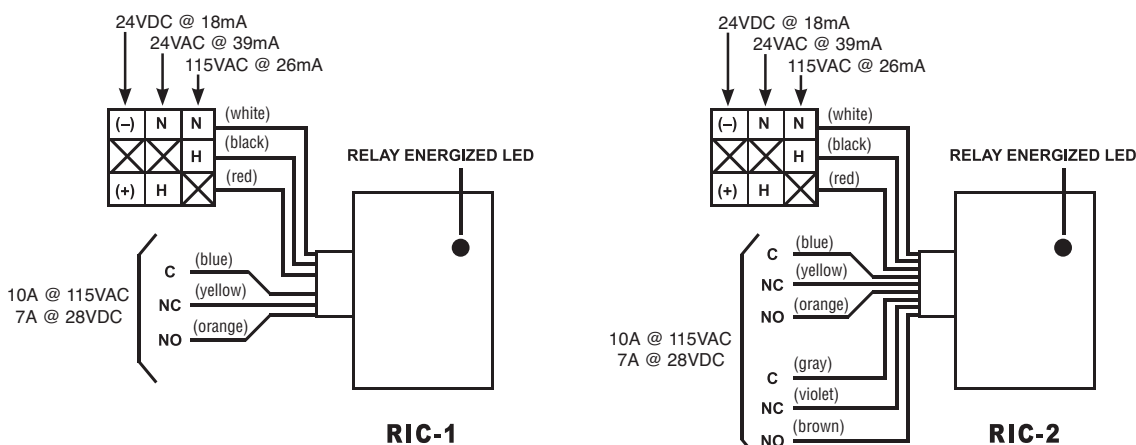 24VDC @ 18mA
24VAC @ 39mA
115VAC @ 26mA
(–) N N (white)
H (black)
(+) H (red)
RELAY ENERGIZED LED
10A @ 115VAC
7A @ 28VDC
C (blue)
NC (yellow)
NO (orange)
RIC-1
24VDC @ 18mA
24VAC @ 39mA
115VAC @ 26mA
(–) N N (white)
H (black)
(+) H (red)
RELAY ENERGIZED LED
10A @ 115VAC
7A @ 28VDC
C (blue)
NC (yellow)
NO (orange)
C (gray)
NC (violet)
NO (brown)
RIC-2